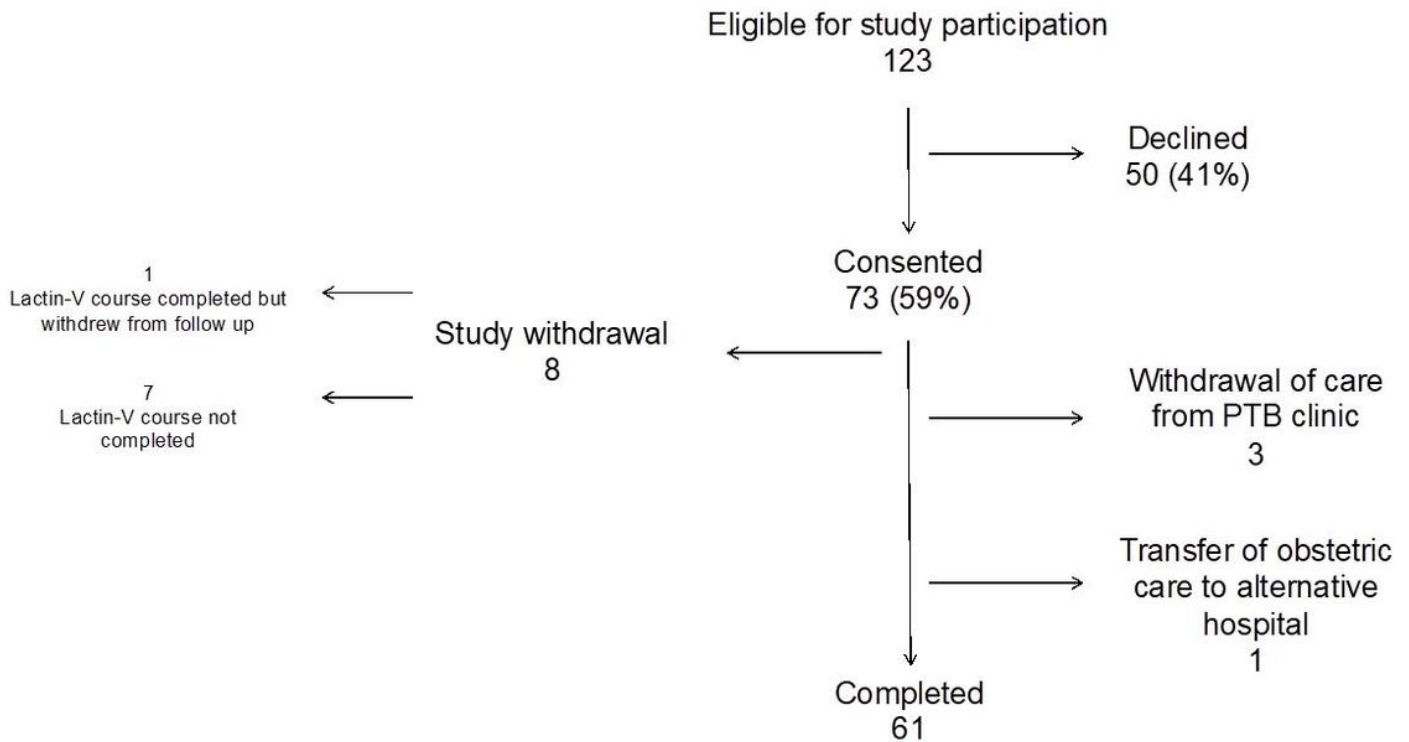 Eligible for study participation
123
Declined
50 (41%)
Consented
73 (59%)
1
Lactin-V course completed but
withdrew from follow up
Study withdrawal
8
7
Lactin-V course not
completed
Withdrawal of care
from PTB clinic
3
Transfer of obstetric
care to alternative
hospital
1
Completed
61